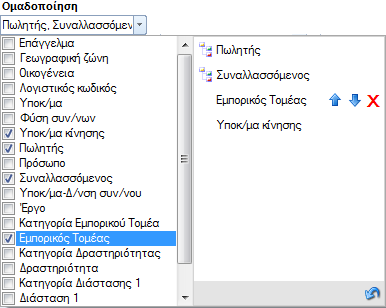 Ομαδοποίηση
Πωλητής, Συναλλασσόμεν
Επάγγελμα
Γεωγραφική ζώνη
Οικογένεια
Λογιστικός κωδικός
Υποκ/μα
Φύση συν/νων
Υποκ/μα κίνησης
Πωλητής
Πρόσωπο
Συναλλασσόμενος
Υποκ/μα-Δ/νση συν/νου
Έργο
Κατηγορία Εμπορικού Τομέα
Εμπορικός Τομέας
Κατηγορία Δραστηριότητας
Δραστηριότητα
Κατηγορία Διάστασης 1
Διάσταση 1
Πωλητής
Συναλλασσόμενος
Εμπορικός Τομέας
Υποκ/μα κίνησης